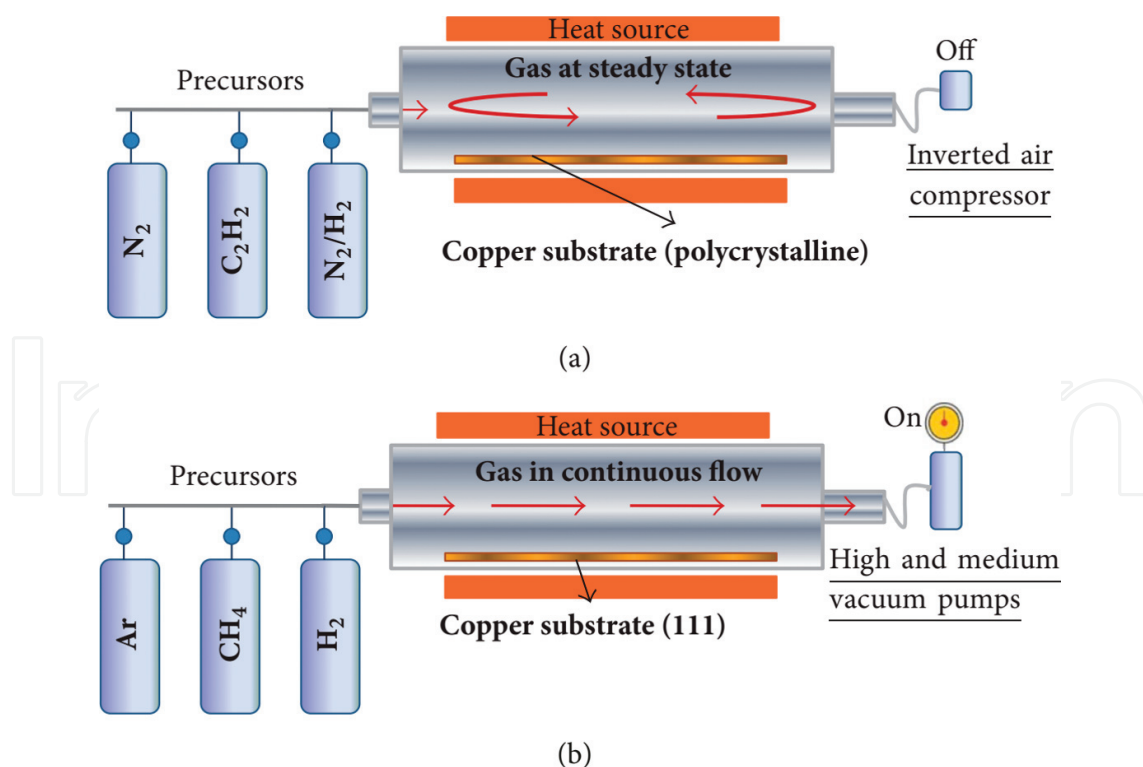 Heat source
Off
Precursors
Gas at steady state
N₂
C₂H₂
N₂/H₂
Inverted air
compressor
Copper substrate (polycrystalline)
(a)
Heat source
On
Precursors
Gas in continuous flow
Ar
CH₄
H₂
High and medium
vacuum pumps
Copper substrate (111)
(b)